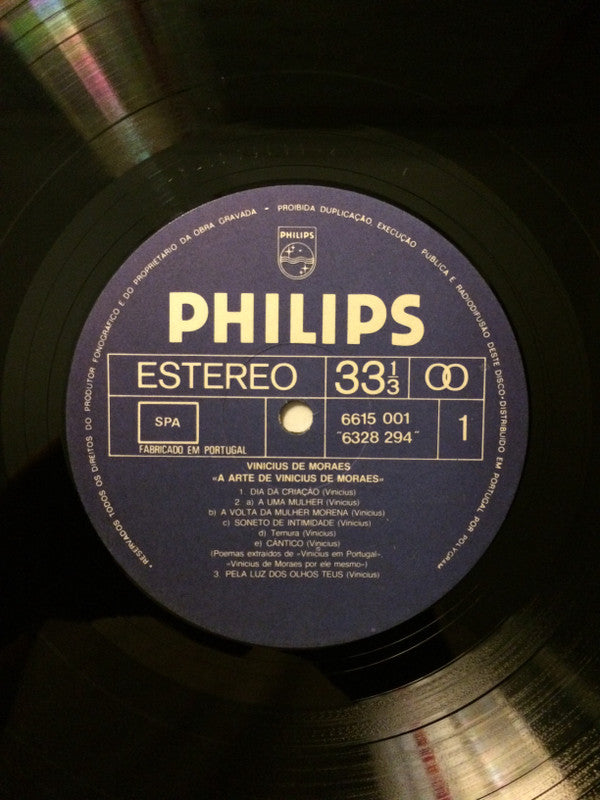 RESERVADOS TODOS OS DIREITOS DO PRODUTOR FONOGRÁFICO E DO PROPRIETÁRIO DA OBRA GRAVADA - PROIBIDA DUPLICAÇÃO, EXECUÇÃO PÚBLICA E RADIODIFUSÃO DESTE DISCO-DISTRIBUIDO EM PORTUGAL POR POLYGRAM
PHILIPS
PHILIPS
ESTEREO 33 1/3
SPA
FABRICADO EM PORTUGAL
6615 001
"6328 294"
1
VINICIUS DE MORAES
«A ARTE DE VINICIUS DE MORAES»
1. DIA DA CRIAÇÃO (Vinicius)
2. a) A UMA MULHER (Vinicius)
b) A VOLTA DA MULHER MORENA (Vinicius)
c) SONETO DE INTIMIDADE (Vinicius)
d) Ternura (Vinicius)
e) CÂNTICO (Vinicius)
(Poemas extraidos de «Vinicius em Portugal».
«Vinicius de Moraes por ele mesmo»)
3. PELA LUZ DOS OLHOS TEUS (Vinicius)